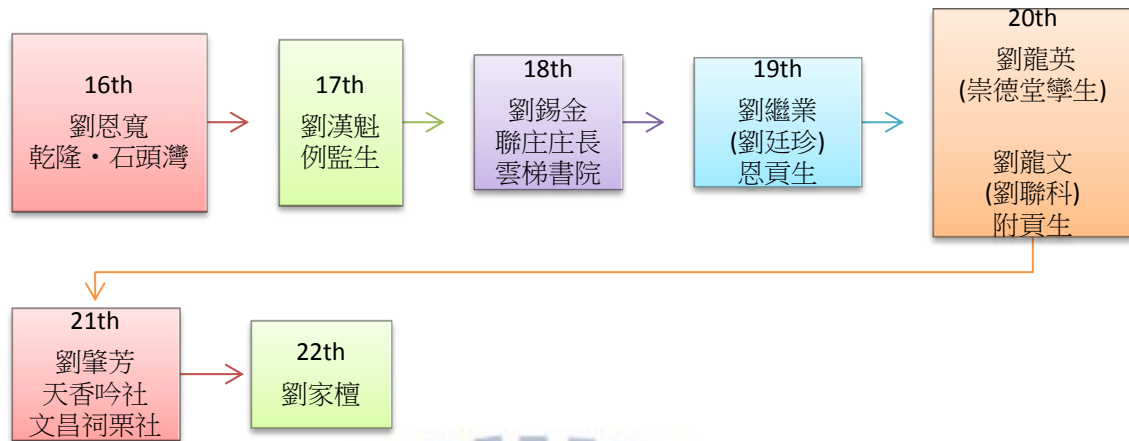 16th
劉恩寬
乾隆・石頭灣
17th
劉漢魁
例監生
18th
劉錫金
聯庄庄長
雲梯書院
19th
劉繼業
(劉廷珍)
恩貢生
20th
劉龍英
(崇德堂鸞生)
劉龍文
(劉聯科)
附貢生
21th
劉肇芳
天香吟社
文昌祠栗社
22th
劉家檀